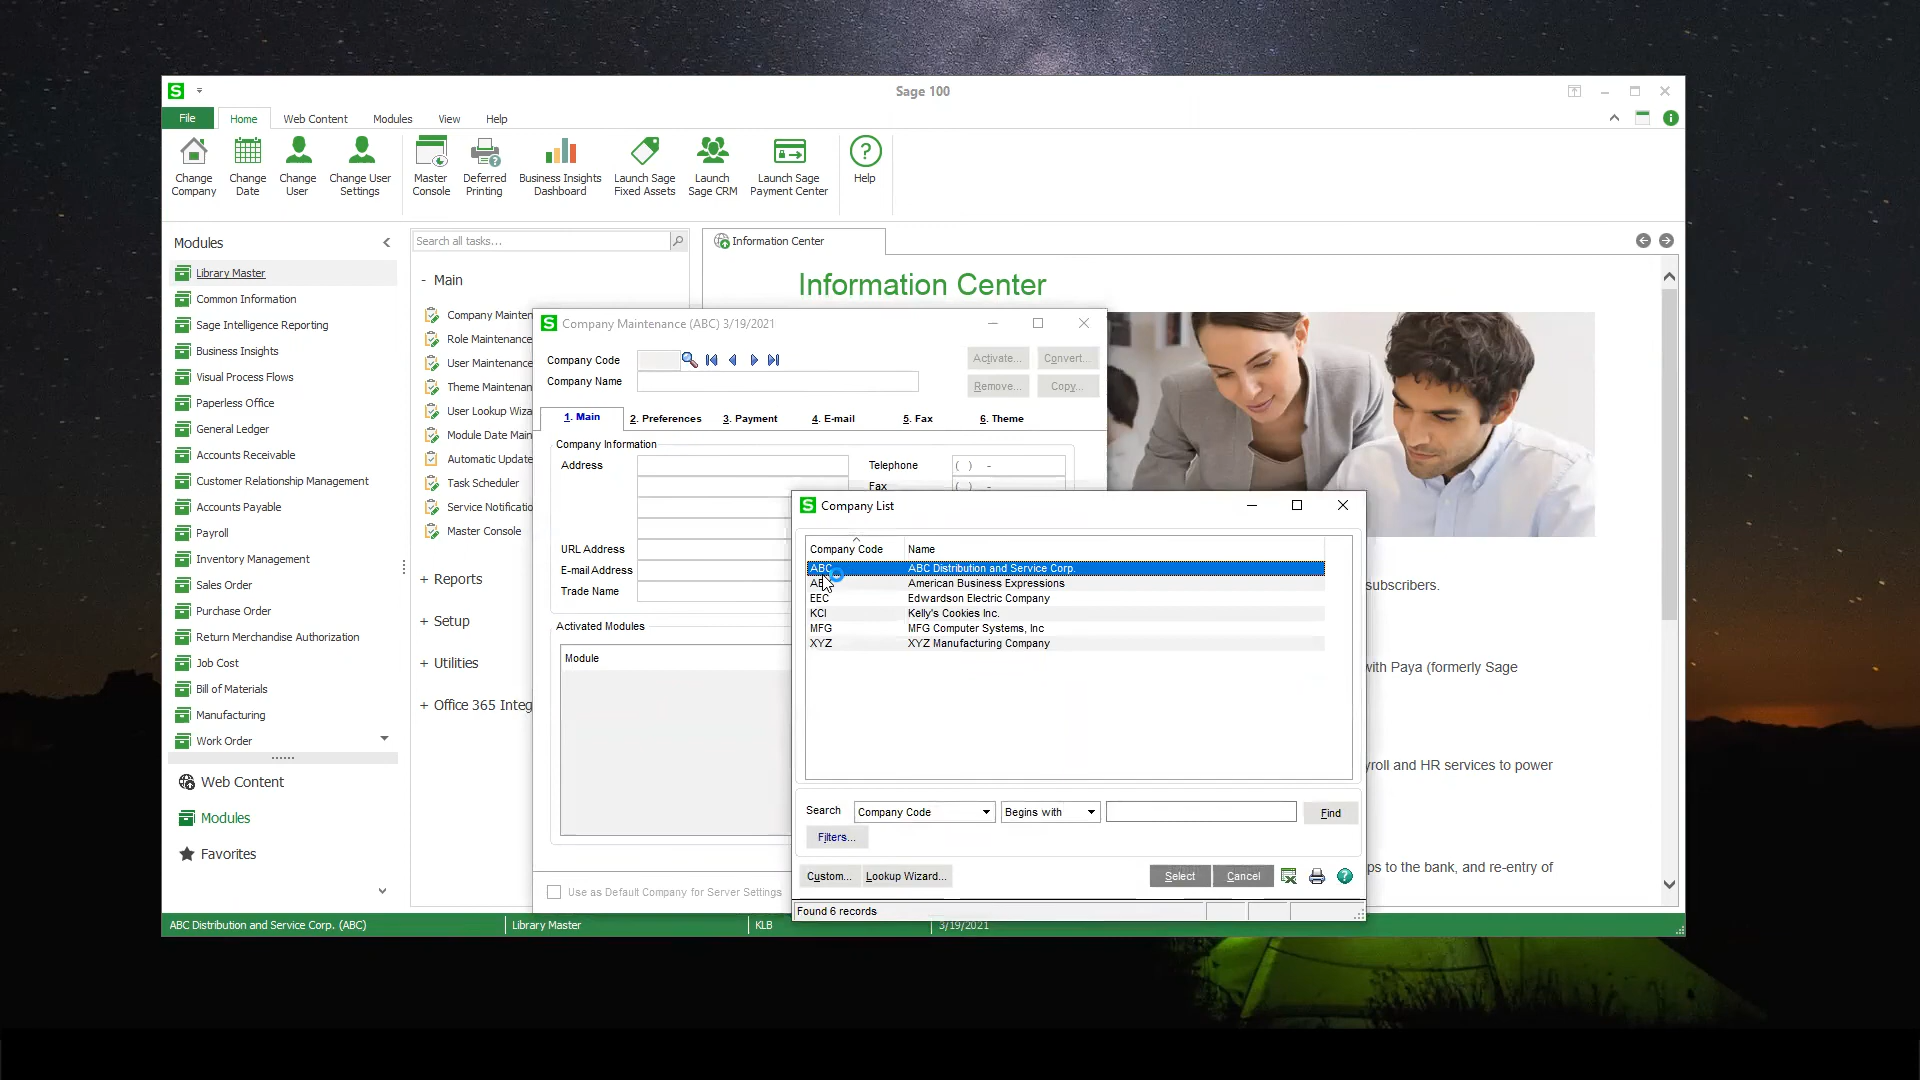 S
Sage 100
File Home Web Content Modules View Help
Change Company
Change Date
Change User
Change User Settings
Master Console
Deferred Printing
Business Insights Dashboard
Launch Sage Fixed Assets
Launch Sage CRM
Launch Sage Payment Center
Help
Modules
Library Master
Common Information
Sage Intelligence Reporting
Business Insights
Visual Process Flows
Paperless Office
General Ledger
Accounts Receivable
Customer Relationship Management
Accounts Payable
Payroll
Inventory Management
Sales Order
Purchase Order
Return Merchandise Authorization
Job Cost
Bill of Materials
Manufacturing
Work Order
Web Content
Modules
Favorites
Search all tasks...
- Main
Company Mainten
Role Maintenance
User Maintenance
Theme Maintenan
User Lookup Wiza
Module Date Main
Automatic Update
Task Scheduler
Service Notificatio
Master Console
+ Reports
+ Setup
+ Utilities
+ Office 365 Integ
Information Center
Information Center
subscribers.
with Paya (formerly Sage
yroll and HR services to power
ps to the bank, and re-entry of
S Company Maintenance (ABC) 3/19/2021
Company Code
Company Name
Activate... Convert...
Remove... Copy...
1. Main 2. Preferences 3. Payment 4. E-mail 5. Fax 6. Theme
Company Information
Address
Telephone ( ) -
Fax ( ) -
URL Address
E-mail Address
Trade Name
Activated Modules
Module
Use as Default Company for Server Settings
S Company List
Company Code Name
ABC ABC Distribution and Service Corp.
American Business Expressions
EEC Edwardson Electric Company
KCI Kelly's Cookies Inc.
MFG MFG Computer Systems, Inc
XYZ XYZ Manufacturing Company
Search Company Code Begins with Find
Filters...
Custom... Lookup Wizard... Select Cancel
Found 6 records
ABC Distribution and Service Corp. (ABC) Library Master KLB 3/19/2021